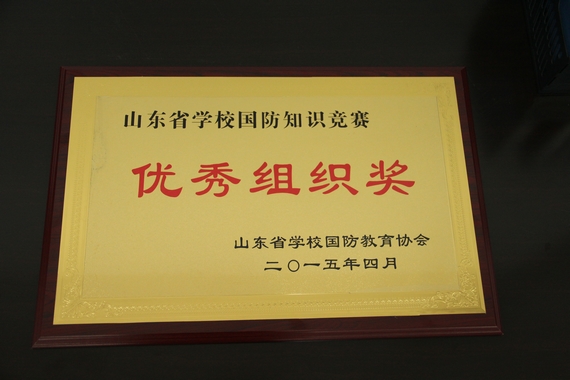 山东省学校国防知识竞赛
优秀组织奖
山东省学校国防教育协会
二〇一五年四月